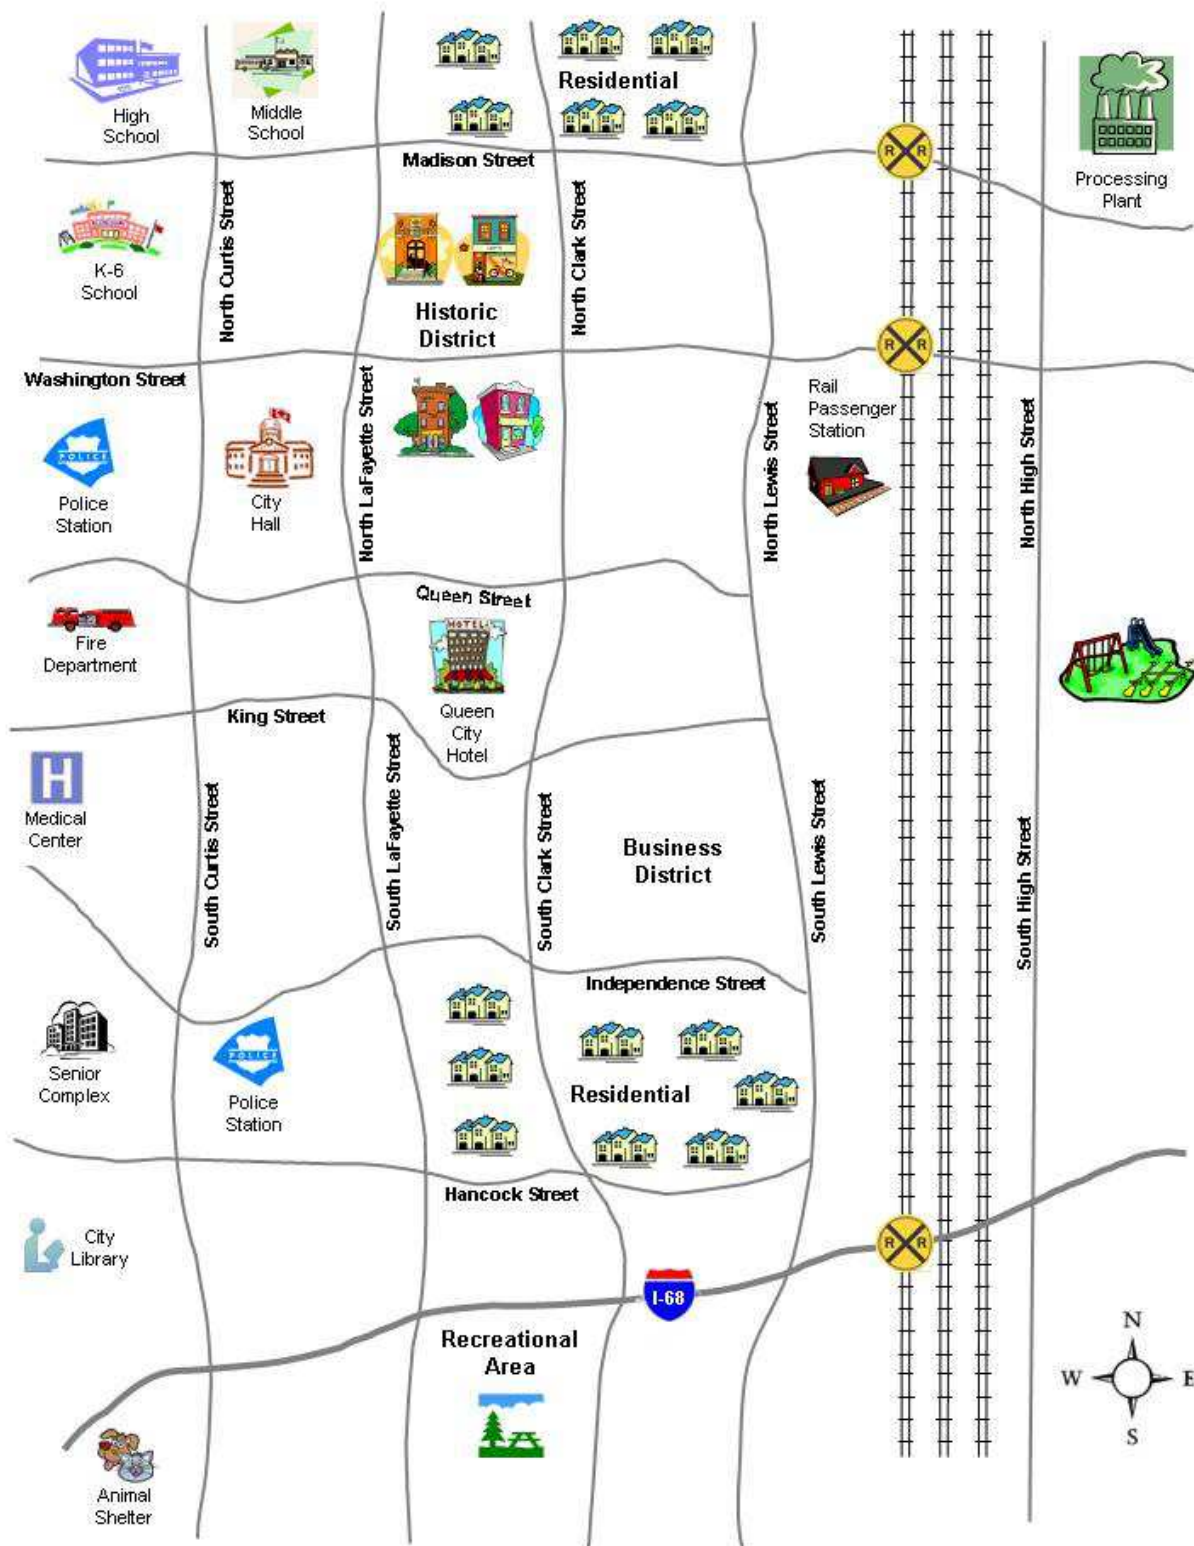 High
School
Middle
School
Residential
Madison Street
R R
Processing
Plant
K-6
School
North Curtis Street
Historic
District
North Clark Street
R R
Washington Street
North LaFayette Street
North Lewis Street
Rail
Passenger
Station
North High Street
POLICE
Police
Station
City
Hall
Queen Street
HOTEL
Fire
Department
King Street
Queen
City
Hotel
H
Medical
Center
South Curtis Street
South LaFayette Street
South Clark Street
Business
District
South Lewis Street
South High Street
Independence Street
Senior
Complex
POLICE
Police
Station
Residential
Hancock Street
City
Library
R R
I-68
Recreational
Area
N
W E
S
Animal
Shelter